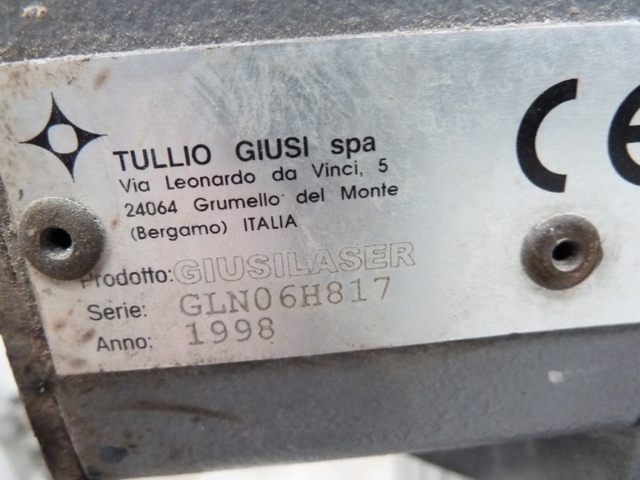 TULLIO GIUSI spa
Via Leonardo da Vinci, 5
24064 Grumello del Monte
(Bergamo) ITALIA
CE
Prodotto: GIUSILASER
Serie: GLN06H817
Anno: 1998